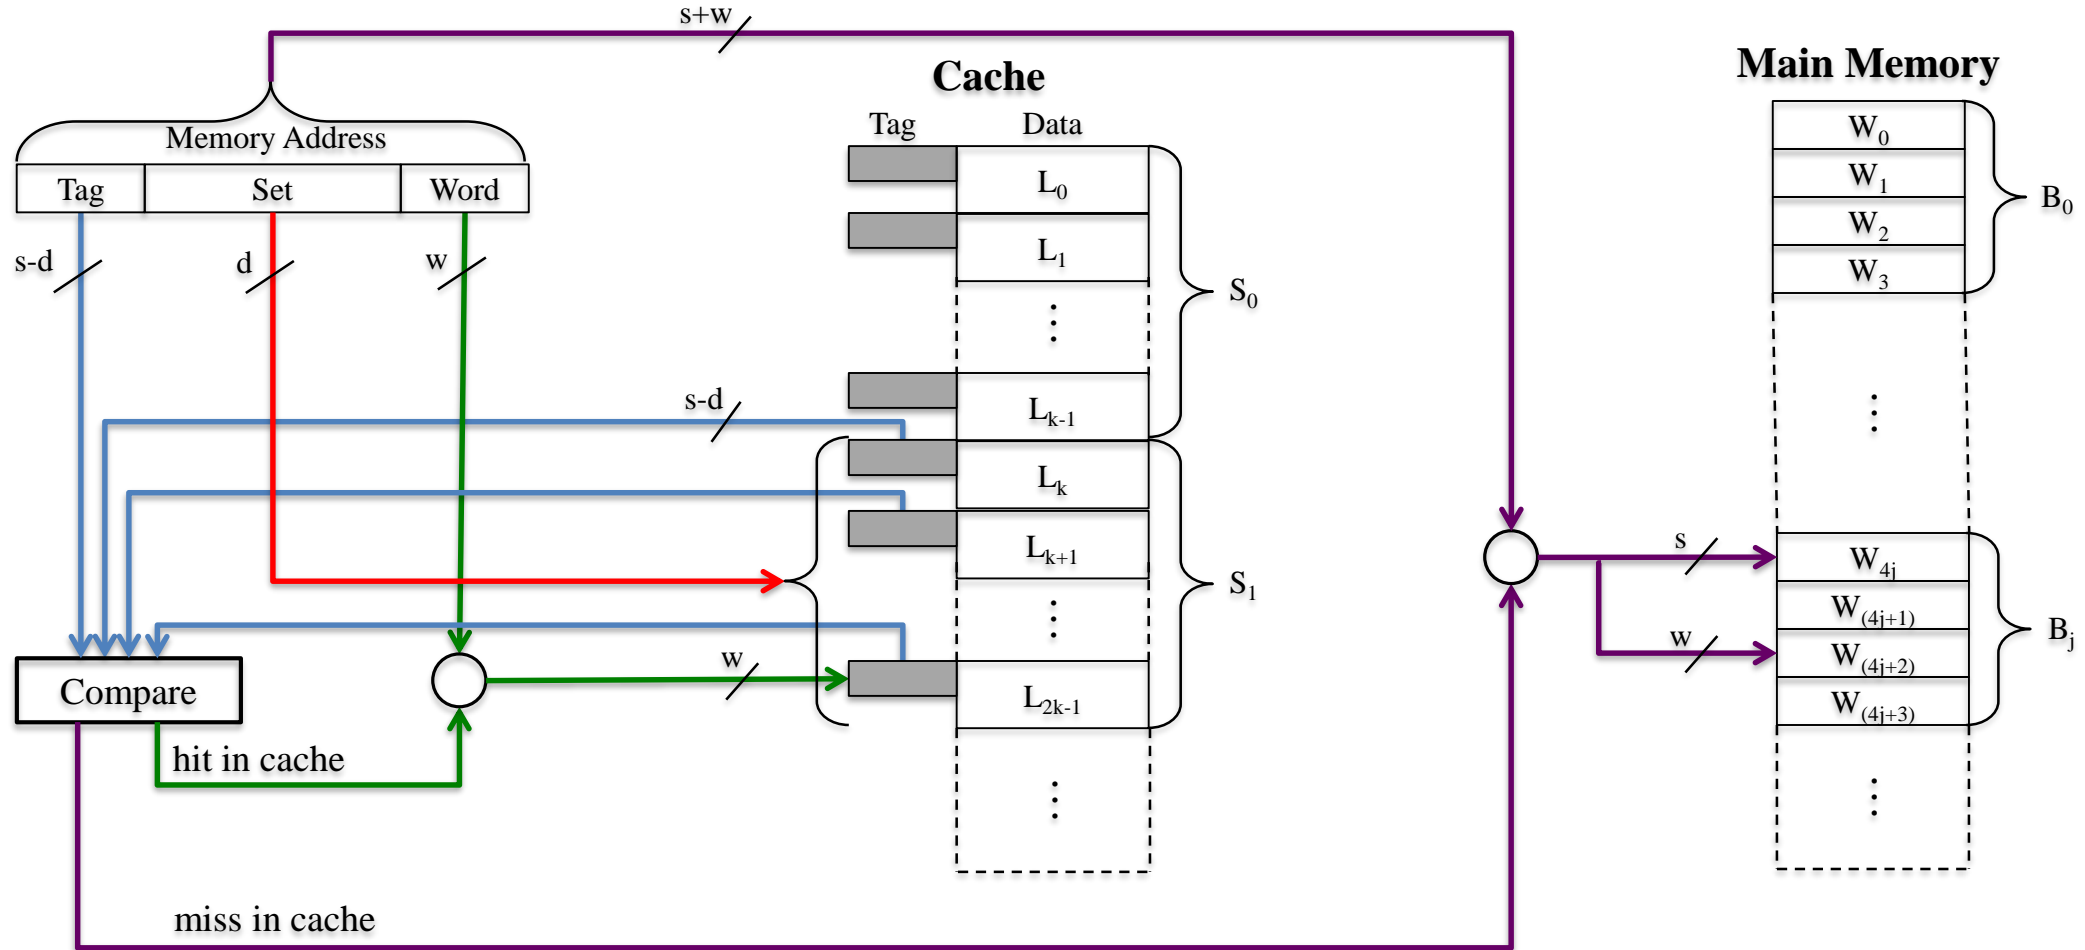 s+w
Cache
Main Memory
Memory Address
Tag Set Word
s-d d w
Tag Data
L0
L1
⋮
Lk-1
S0
s-d
Lk
Lk+1
⋮
L2k-1
S1
⋮
Compare
w
hit in cache
miss in cache
W0
W1
W2
W3
B0
⋮
s
w
W4j
W(4j+1)
W(4j+2)
W(4j+3)
Bj
⋮